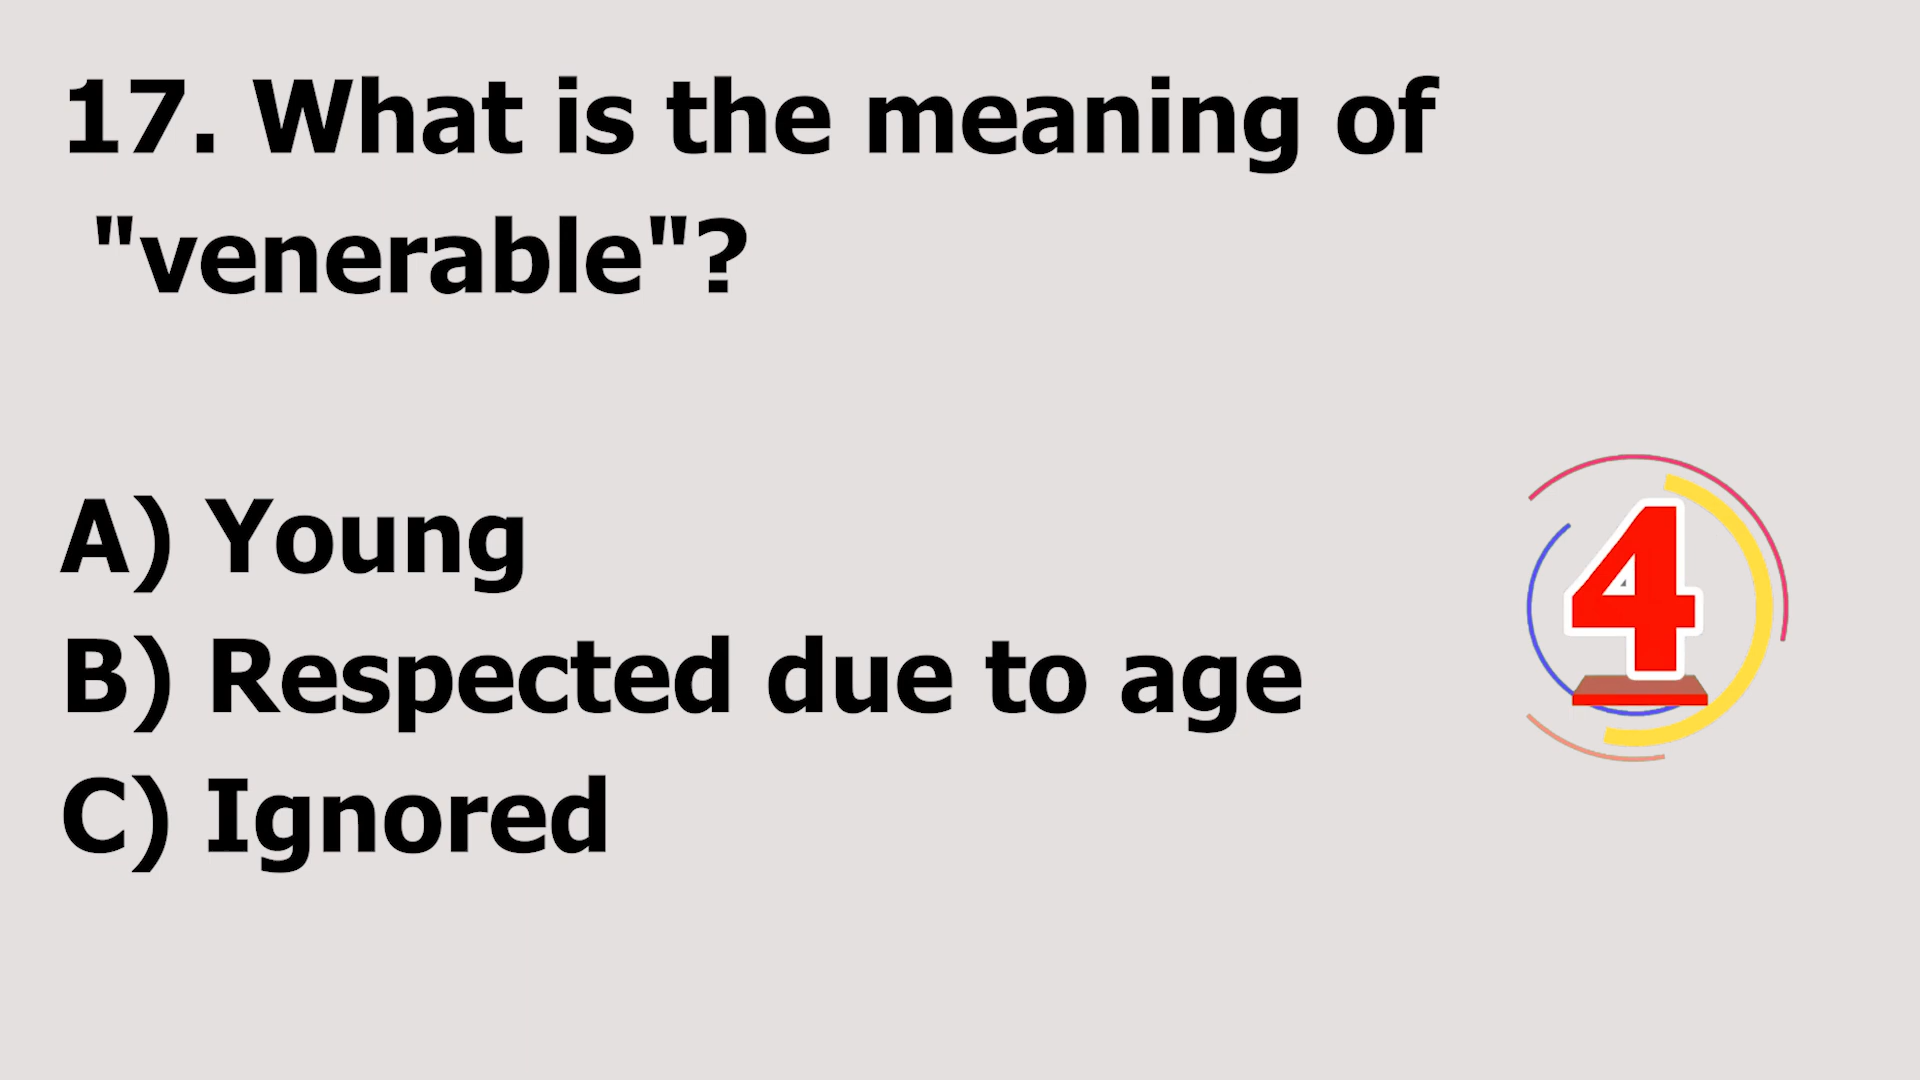 17. What is the meaning of
"venerable"?
A) Young
B) Respected due to age
C) Ignored
4